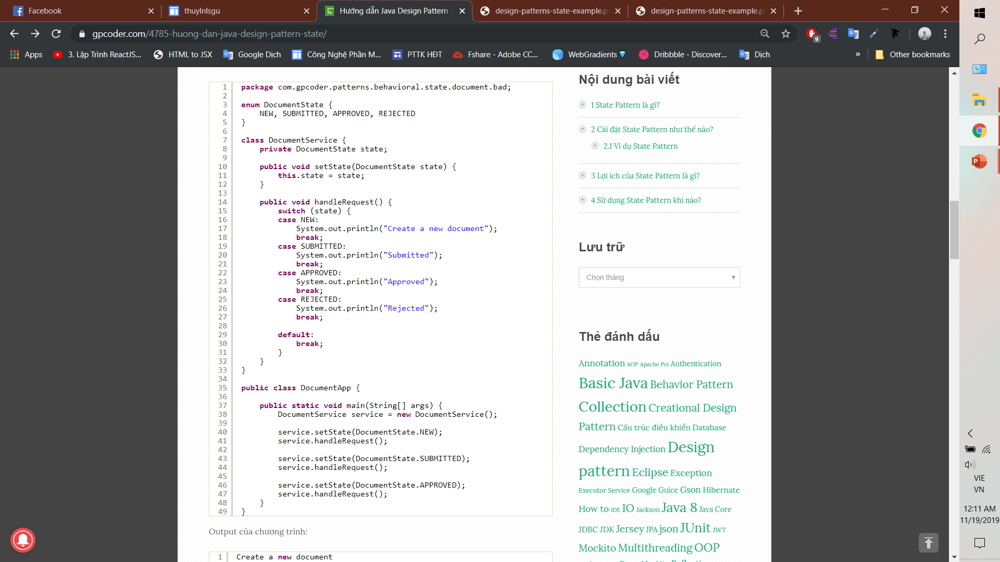 Facebook
thuylnlsgu
Hướng dẫn Java Design Pattern -
design-patterns-state-example.p
design-patterns-state-example.p
gpcoder.com/4785-huong-dan-java-design-pattern-state/
9
Apps
3. Lập Trình ReactJS...
HTML to JSX
Google Dịch
Công Nghệ Phần M...
PTTK HĐT
Fshare - Adobe CC...
WebGradients
Dribbble - Discover...
Dịch
»
Other bookmarks
1 package com.gpcoder.patterns.behavioral.state.document.bad;
2
3 enum DocumentState {
4     NEW, SUBMITTED, APPROVED, REJECTED
5 }
6
7 class DocumentService {
8     private DocumentState state;
9
10     public void setState(DocumentState state) {
11         this.state = state;
12     }
13
14     public void handleRequest() {
15         switch (state) {
16         case NEW:
17             System.out.println("Create a new document");
18             break;
19         case SUBMITTED:
20             System.out.println("Submitted");
21             break;
22         case APPROVED:
23             System.out.println("Approved");
24             break;
25         case REJECTED:
26             System.out.println("Rejected");
27             break;
28
29         default:
30             break;
31         }
32     }
33 }
34
35 public class DocumentApp {
36
37     public static void main(String[] args) {
38         DocumentService service = new DocumentService();
39
40         service.setState(DocumentState.NEW);
41         service.handleRequest();
42
43         service.setState(DocumentState.SUBMITTED);
44         service.handleRequest();
45
46         service.setState(DocumentState.APPROVED);
47         service.handleRequest();
48     }
49 }
Output của chương trình:
1 Create a new document
Nội dung bài viết
1 State Pattern là gì?
2 Cài đặt State Pattern như thế nào?
2.1 Ví dụ State Pattern
3 Lợi ích của State Pattern là gì?
4 Sử dụng State Pattern khi nào?
Lưu trữ
Chọn tháng
Thẻ đánh dấu
Annotation AOP Apache Poi Authentication
Basic Java Behavior Pattern
Collection Creational Design
Pattern Cấu trúc điều khiển Database
Dependency Injection Design
pattern Eclipse Exception
Executor Service Google Guice Gson Hibernate
How to IDE IO Jackson Java 8 Java Core
JDBC JDK Jersey JPA json JUnit JWT
Mockito Multithreading OOP
VIE
VN
12:11 AM
11/19/2019